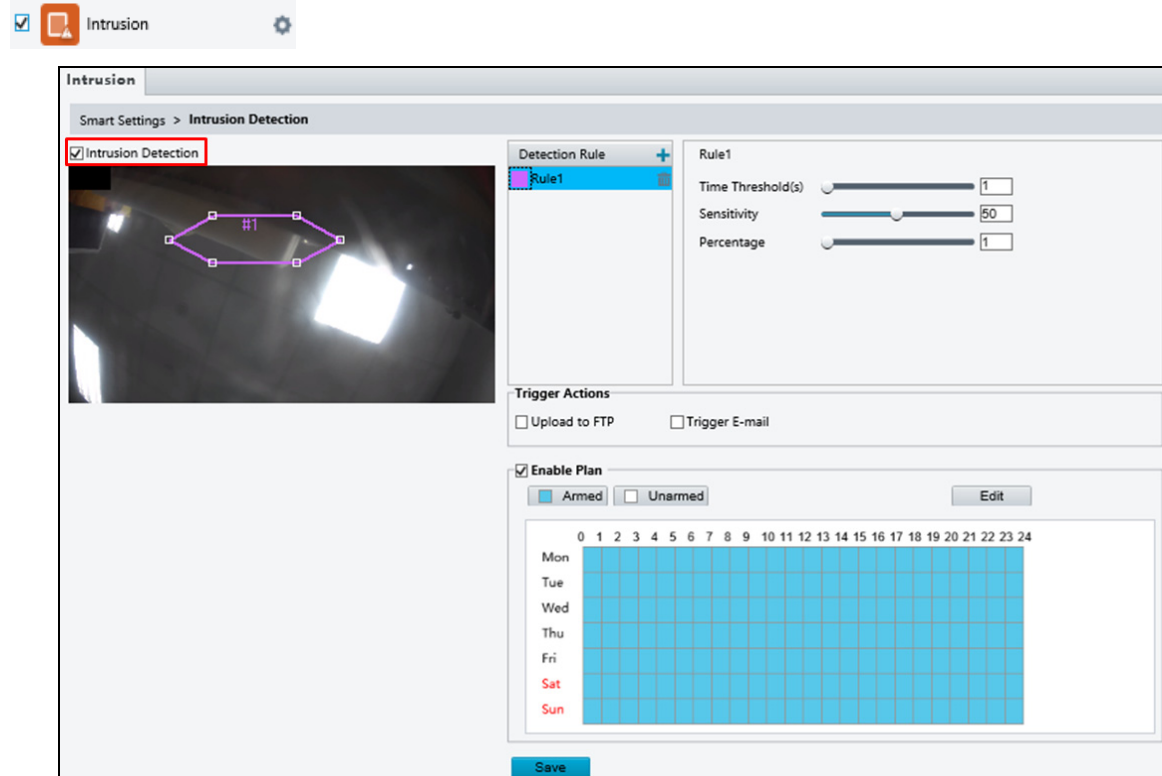 Intrusion
Intrusion
Smart Settings > Intrusion Detection
Intrusion Detection
#1
Detection Rule
Rule1
Rule1
Time Threshold(s) 1
Sensitivity 50
Percentage 1
Trigger Actions
Upload to FTP Trigger E-mail
Enable Plan
Armed Unarmed Edit
0 1 2 3 4 5 6 7 8 9 10 11 12 13 14 15 16 17 18 19 20 21 22 23 24
Mon
Tue
Wed
Thu
Fri
Sat
Sun
Save